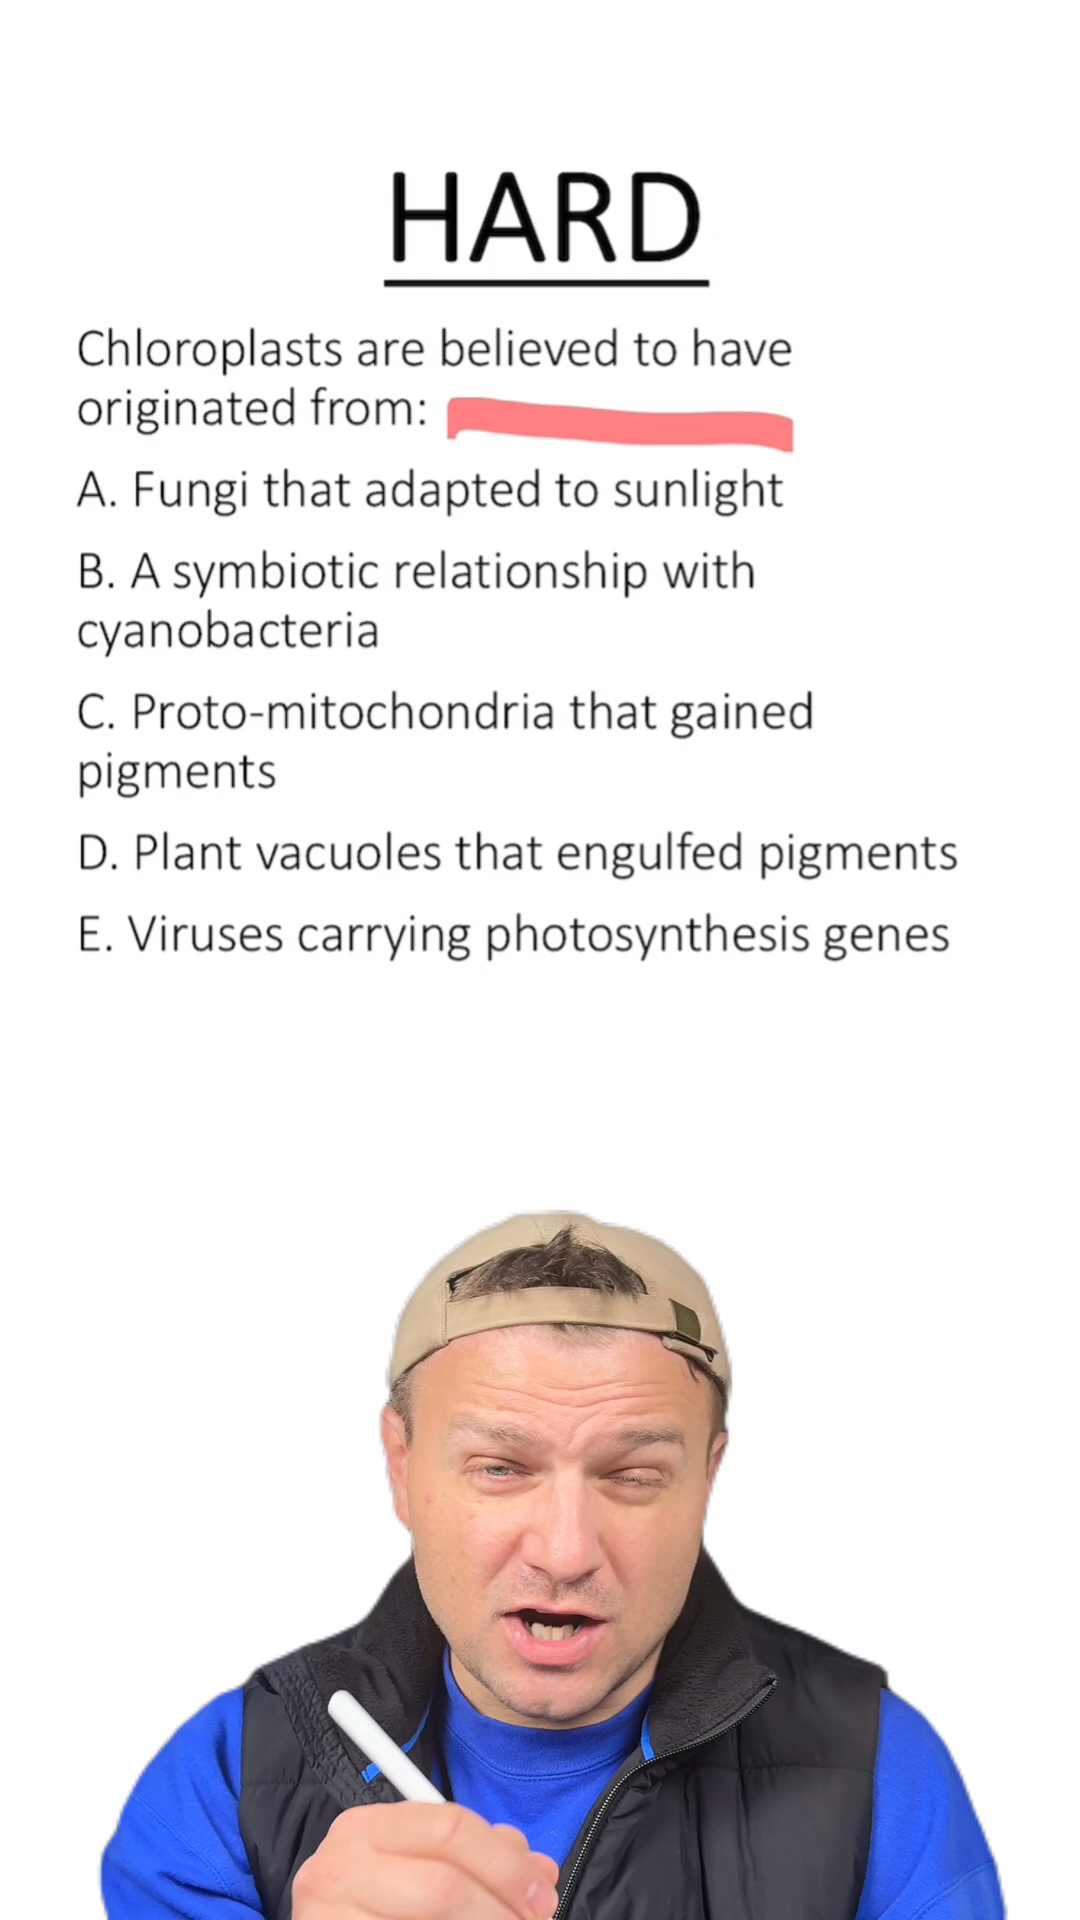 HARD
Chloroplasts are believed to have
originated from:
A. Fungi that adapted to sunlight
B. A symbiotic relationship with
cyanobacteria
C. Proto-mitochondria that gained
pigments
D. Plant vacuoles that engulfed pigments
E. Viruses carrying photosynthesis genes